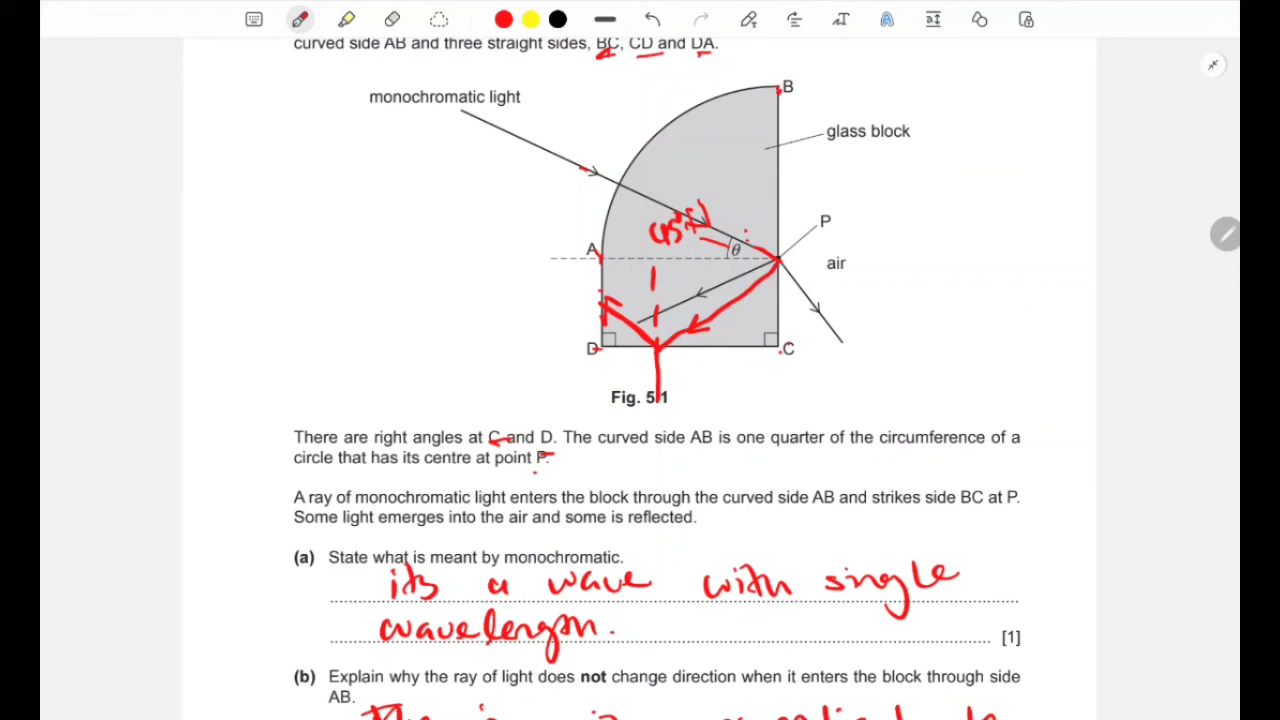 curved side AB and three straight sides, BC, CD and DA.
monochromatic light
B
glass block
P
A
θ
air
D
C
Fig. 5.1
There are right angles at C and D. The curved side AB is one quarter of the circumference of a
circle that has its centre at point P.
A ray of monochromatic light enters the block through the curved side AB and strikes side BC at P.
Some light emerges into the air and some is reflected.
(a) State what is meant by monochromatic.
its a wave with single
wavelength.
[1]
(b) Explain why the ray of light does not change direction when it enters the block through side
AB.